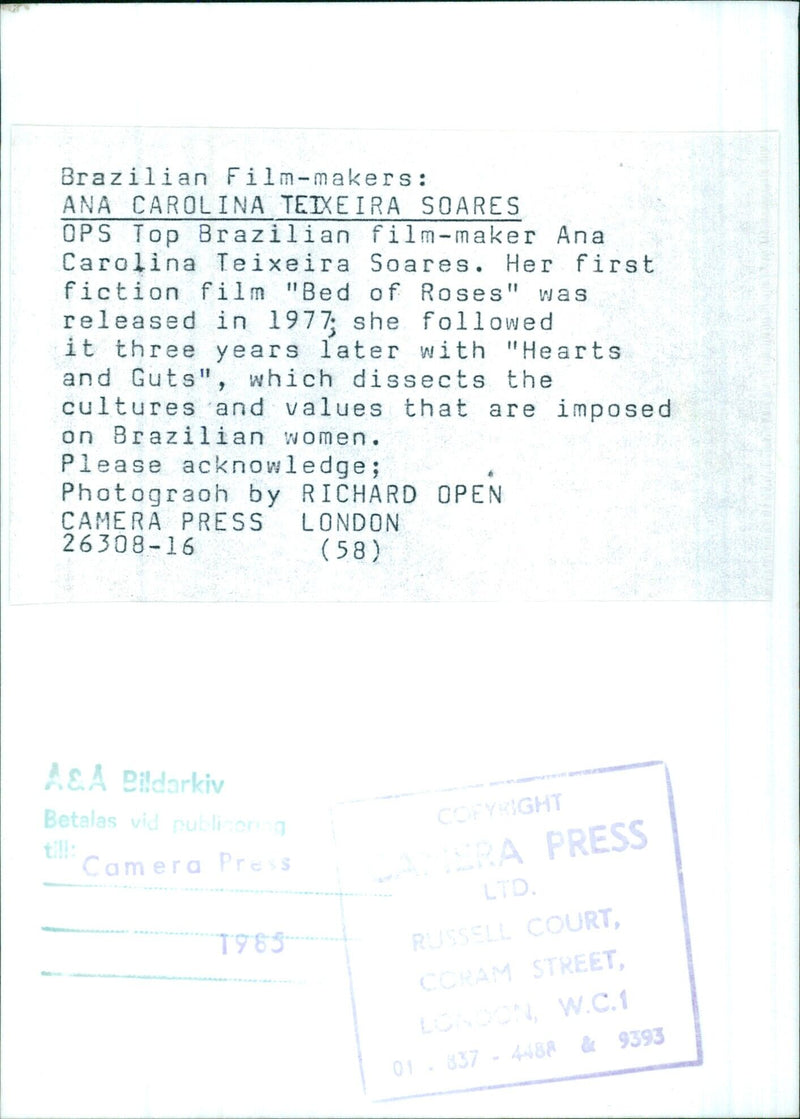 Brazilian Film-makers:
ANA CAROLINA TEIXEIRA SOARES
OPS Top Brazilian film-maker Ana
Carolina Teixeira Soares. Her first
fiction film "Bed of Roses" was
released in 1977; she followed
it three years later with "Hearts
and Guts", which dissects the
cultures and values that are imposed
on Brazilian women.
Please acknowledge;
Photograoh by RICHARD OPEN
CAMERA PRESS LONDON
26308-16 (58)
A&A Bildarkiv
Betalas vid publicering
till: Camera Press
1985
COPYRIGHT
CAMERA PRESS
LTD.
RUSSELL COURT,
CORAM STREET,
LONDON, W.C.1
01 - 837 - 4488 & 9393